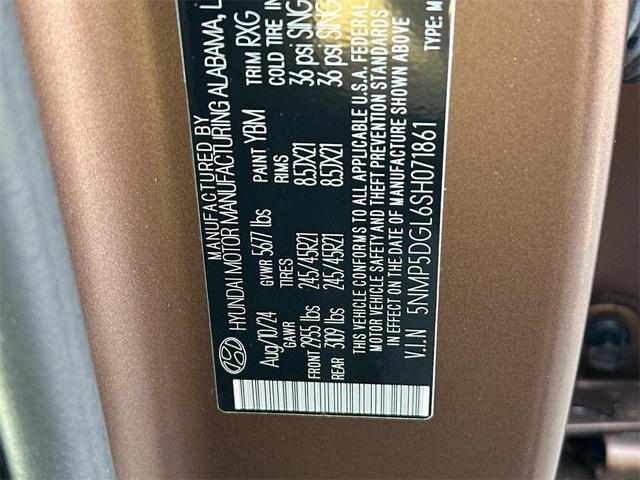 MANUFACTURED BY
HYUNDAI MOTOR MANUFACTURING ALABAMA, L
Aug/10/24 GVWR 5677 lbs PAINT YBM TRIM RXG
GAWR TIRES RIMS COLD TIRE IN
FRONT 2955 lbs 245/45R21 8.5JX21 36 psi SING
REAR 3109 lbs 245/45R21 8.5JX21 36 psi SING
THIS VEHICLE CONFORMS TO ALL APPLICABLE U.S.A. FEDERAL
MOTOR VEHICLE SAFETY AND THEFT PREVENTION STANDARDS
IN EFFECT ON THE DATE OF MANUFACTURE SHOWN ABOVE
V.I.N 5NMP5DGL6SH071861 TYPE: M